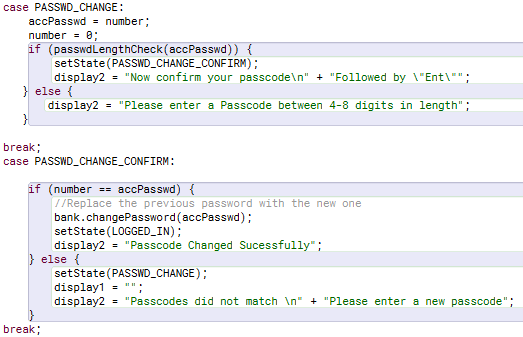 case PASSWD_CHANGE:
accPasswd = number;
number = 0;
if (passwdLengthCheck(accPasswd)) {
setState(PASSWD_CHANGE_CONFIRM);
display2 = "Now confirm your passcode\n" + "Followed by \"Ent\"";
} else {
display2 = "Please enter a Passcode between 4-8 digits in length";
}
break;
case PASSWD_CHANGE_CONFIRM:
if (number == accPasswd) {
//Replace the previous password with the new one
bank.changePassword(accPasswd);
setState(LOGGED_IN);
display2 = "Passcode Changed Sucessfully";
} else {
setState(PASSWD_CHANGE);
display1 = "";
display2 = "Passcodes did not match \n" + "Please enter a new passcode";
}
break;